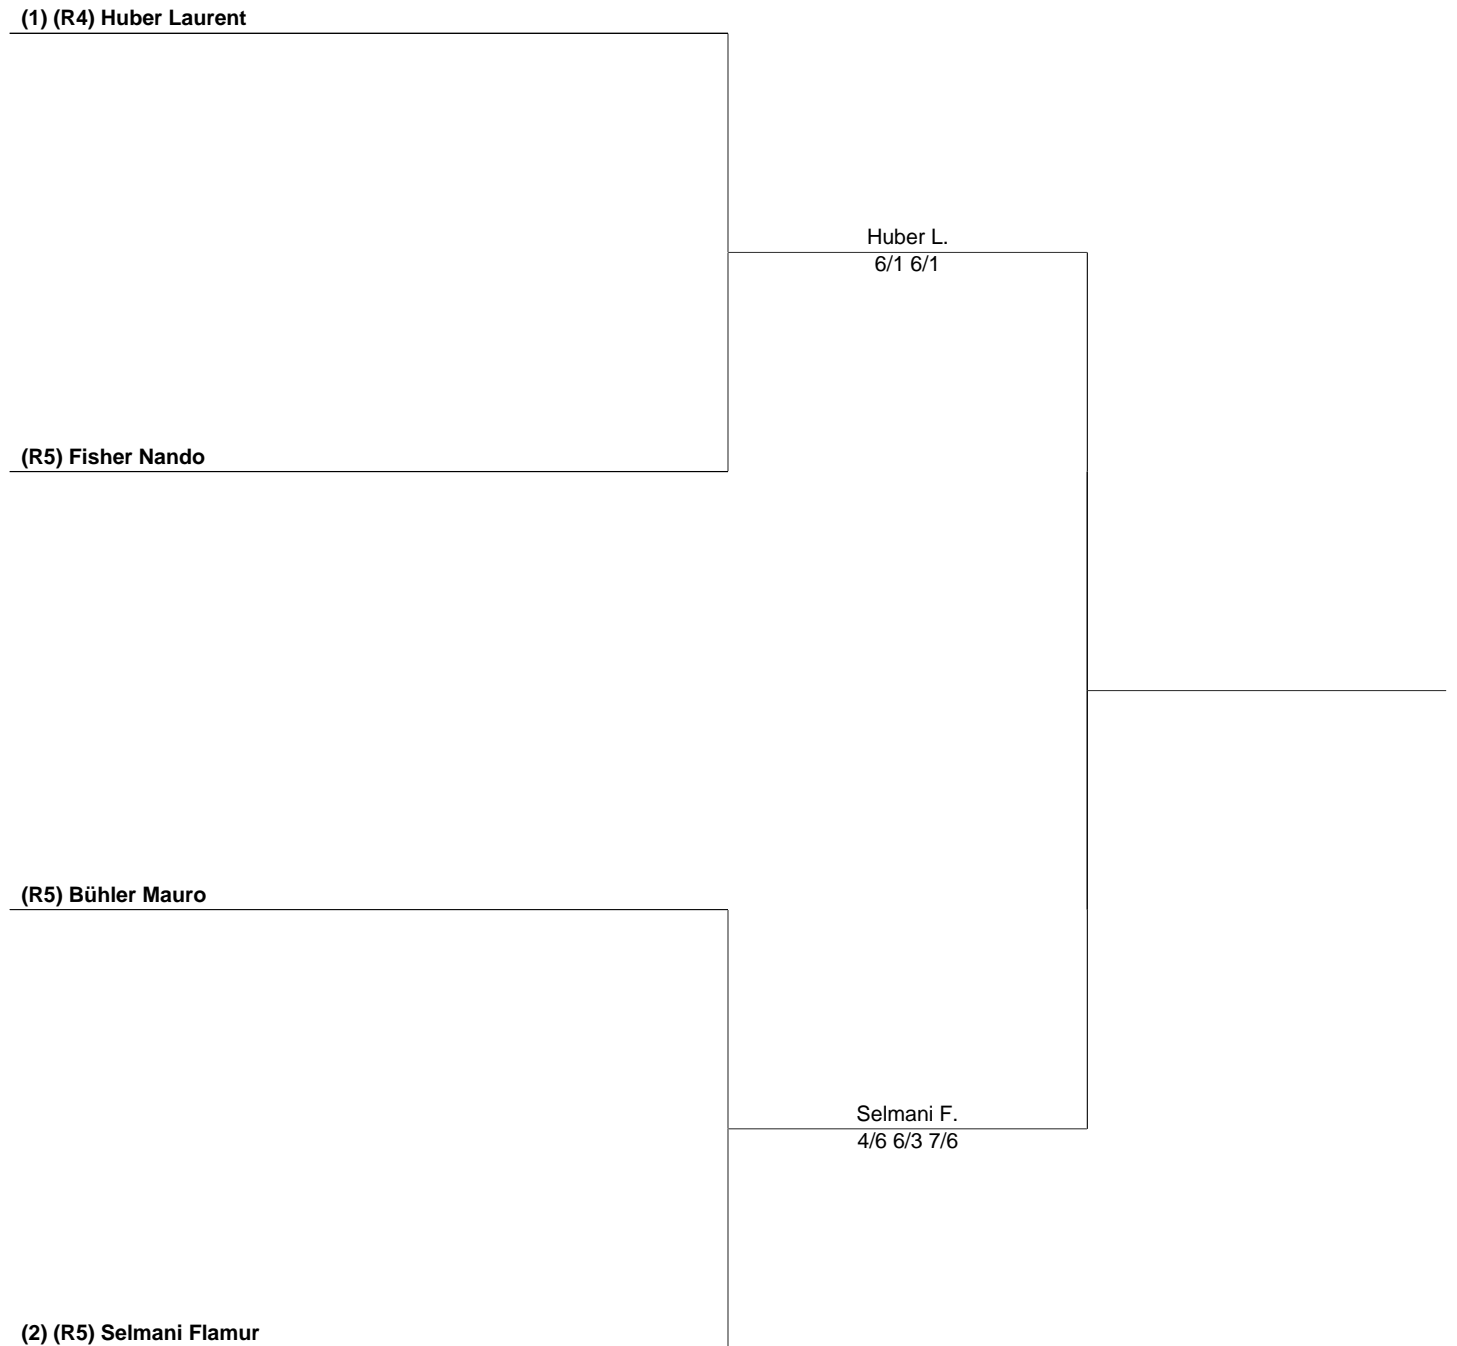 (1) (R4) Huber Laurent
Huber L.
6/1 6/1
(R5) Fisher Nando
(R5) Bühler Mauro
Selmani F.
4/6 6/3 7/6
(2) (R5) Selmani Flamur